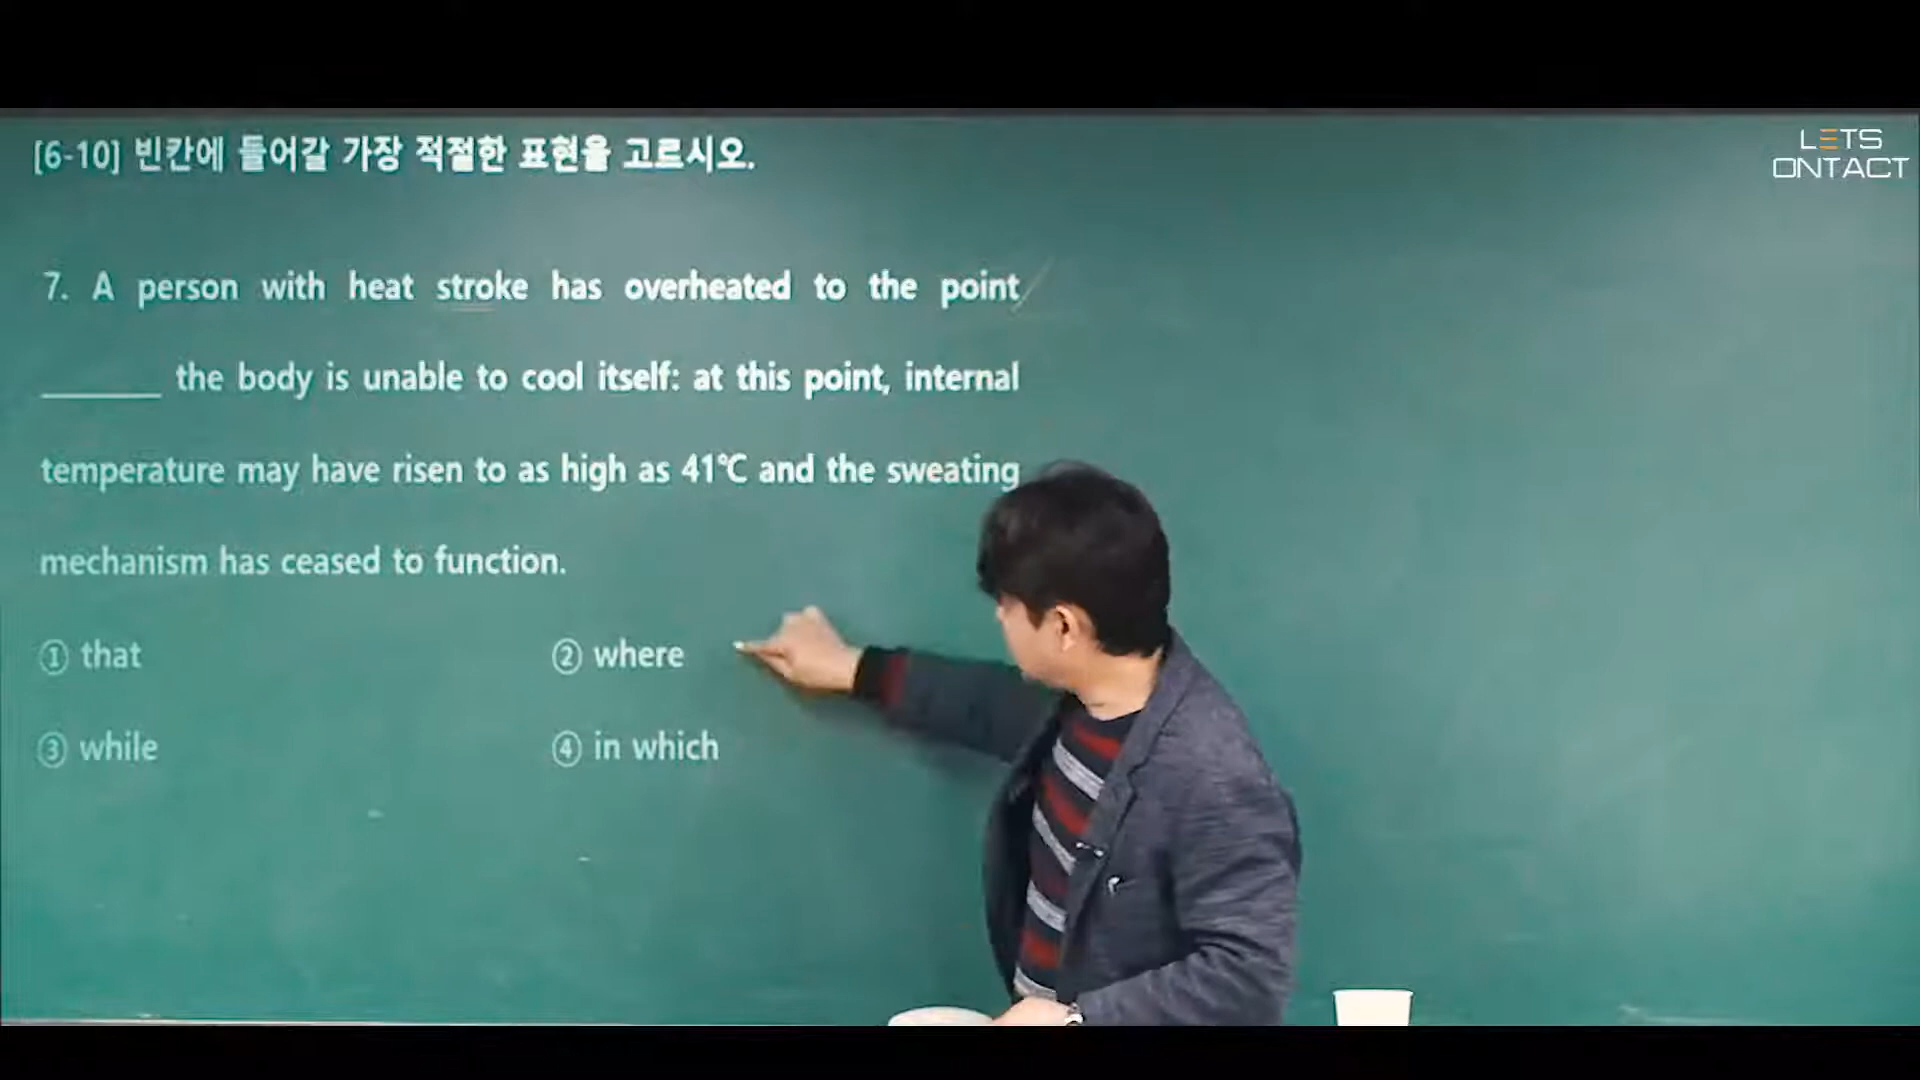 [6-10] 빈칸에 들어갈 가장 적절한 표현을 고르시오.
LETS
ONTACT
7. A person with heat stroke has overheated to the point
______ the body is unable to cool itself: at this point, internal
temperature may have risen to as high as 41℃ and the sweating
mechanism has ceased to function.
① that ② where
③ while ④ in which